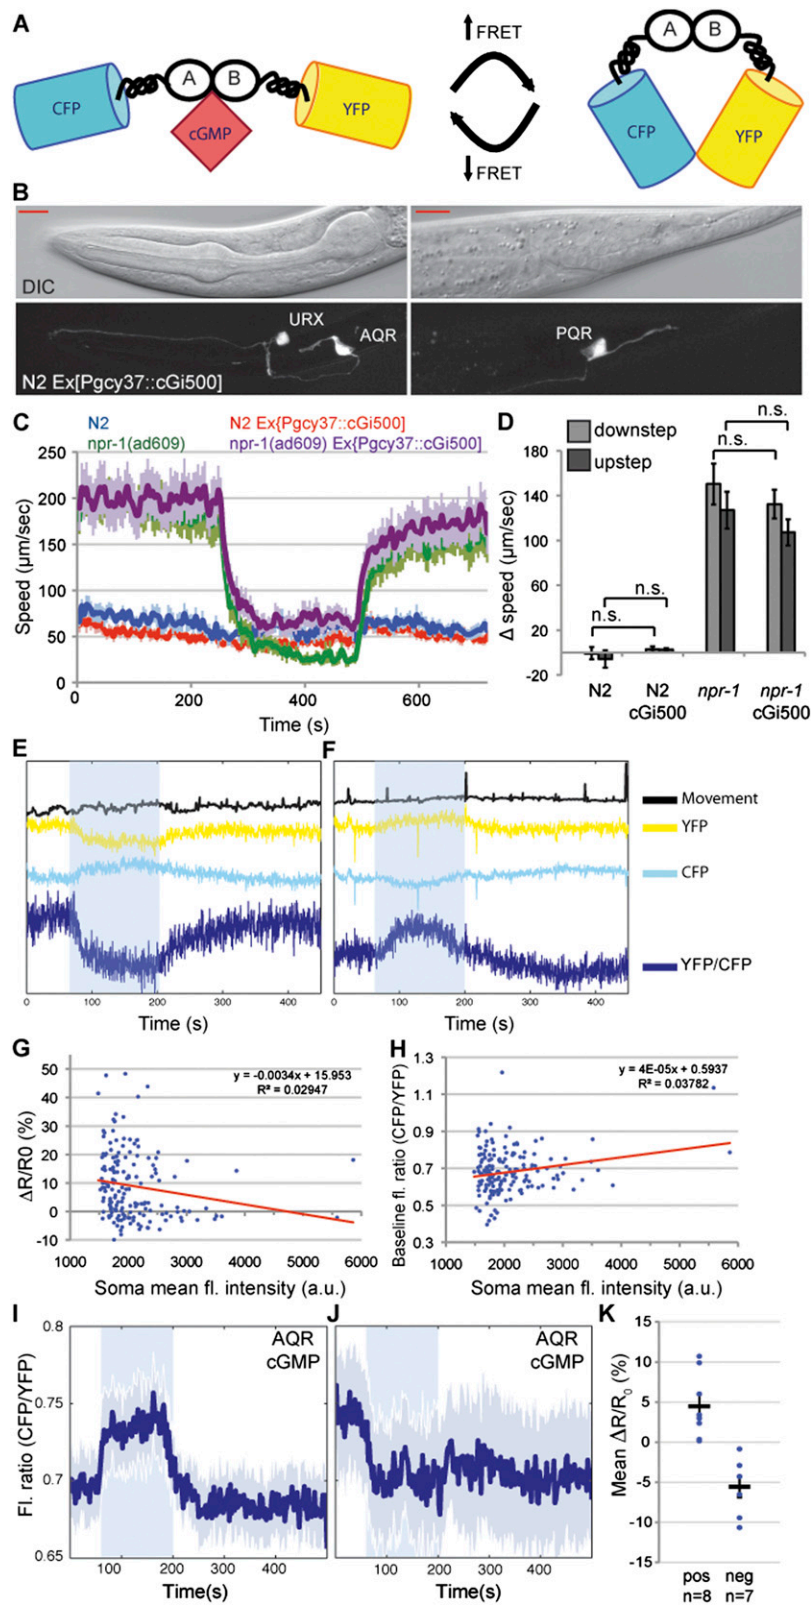 A
CFP
A
B
YFP
cGMP
FRET
FRET
A
B
CFP
YFP
B
DIC
URX
AQR
PQR
N2 Ex[Pgcy37::cGi500]
C
N2
N2 Ex{Pgcy37::cGi500]
npr-1(ad609)
npr-1(ad609) Ex{Pgcy37::cGi500]
250
200
150
100
50
0
Speed (µm/sec)
0
200
400
600
Time (s)
D
n.s.
n.s.
downstep
upstep
n.s.
n.s.
180
140
100
60
20
-20
Δ speed (µm/sec)
N2
N2 cGi500
npr-1
npr-1 cGi500
E
0
100
200
300
400
Time (s)
F
0
100
200
300
400
Time (s)
Movement
YFP
CFP
YFP/CFP
G
y = -0.0034x + 15.953
R² = 0.02947
50
40
30
20
10
0
-10
ΔR/R0 (%)
1000
2000
3000
4000
5000
6000
Soma mean fl. intensity (a.u.)
H
y = 4E-05x + 0.5937
R² = 0.03782
1.3
1.1
0.9
0.7
0.5
0.3
Baseline fl. ratio (CFP/YFP)
1000
2000
3000
4000
5000
6000
Soma mean fl. intensity (a.u.)
I
AQR
cGMP
0.8
0.75
0.7
0.65
Fl. ratio (CFP/YFP)
100
200
300
400
Time(s)
J
AQR
cGMP
100
200
300
400
Time(s)
K
15
10
5
0
-5
-10
-15
Mean ΔR/R0 (%)
pos
neg
n=8
n=7